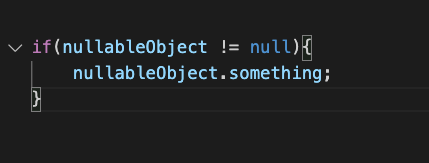 if(nullableObject != null){
    nullableObject.something;
}